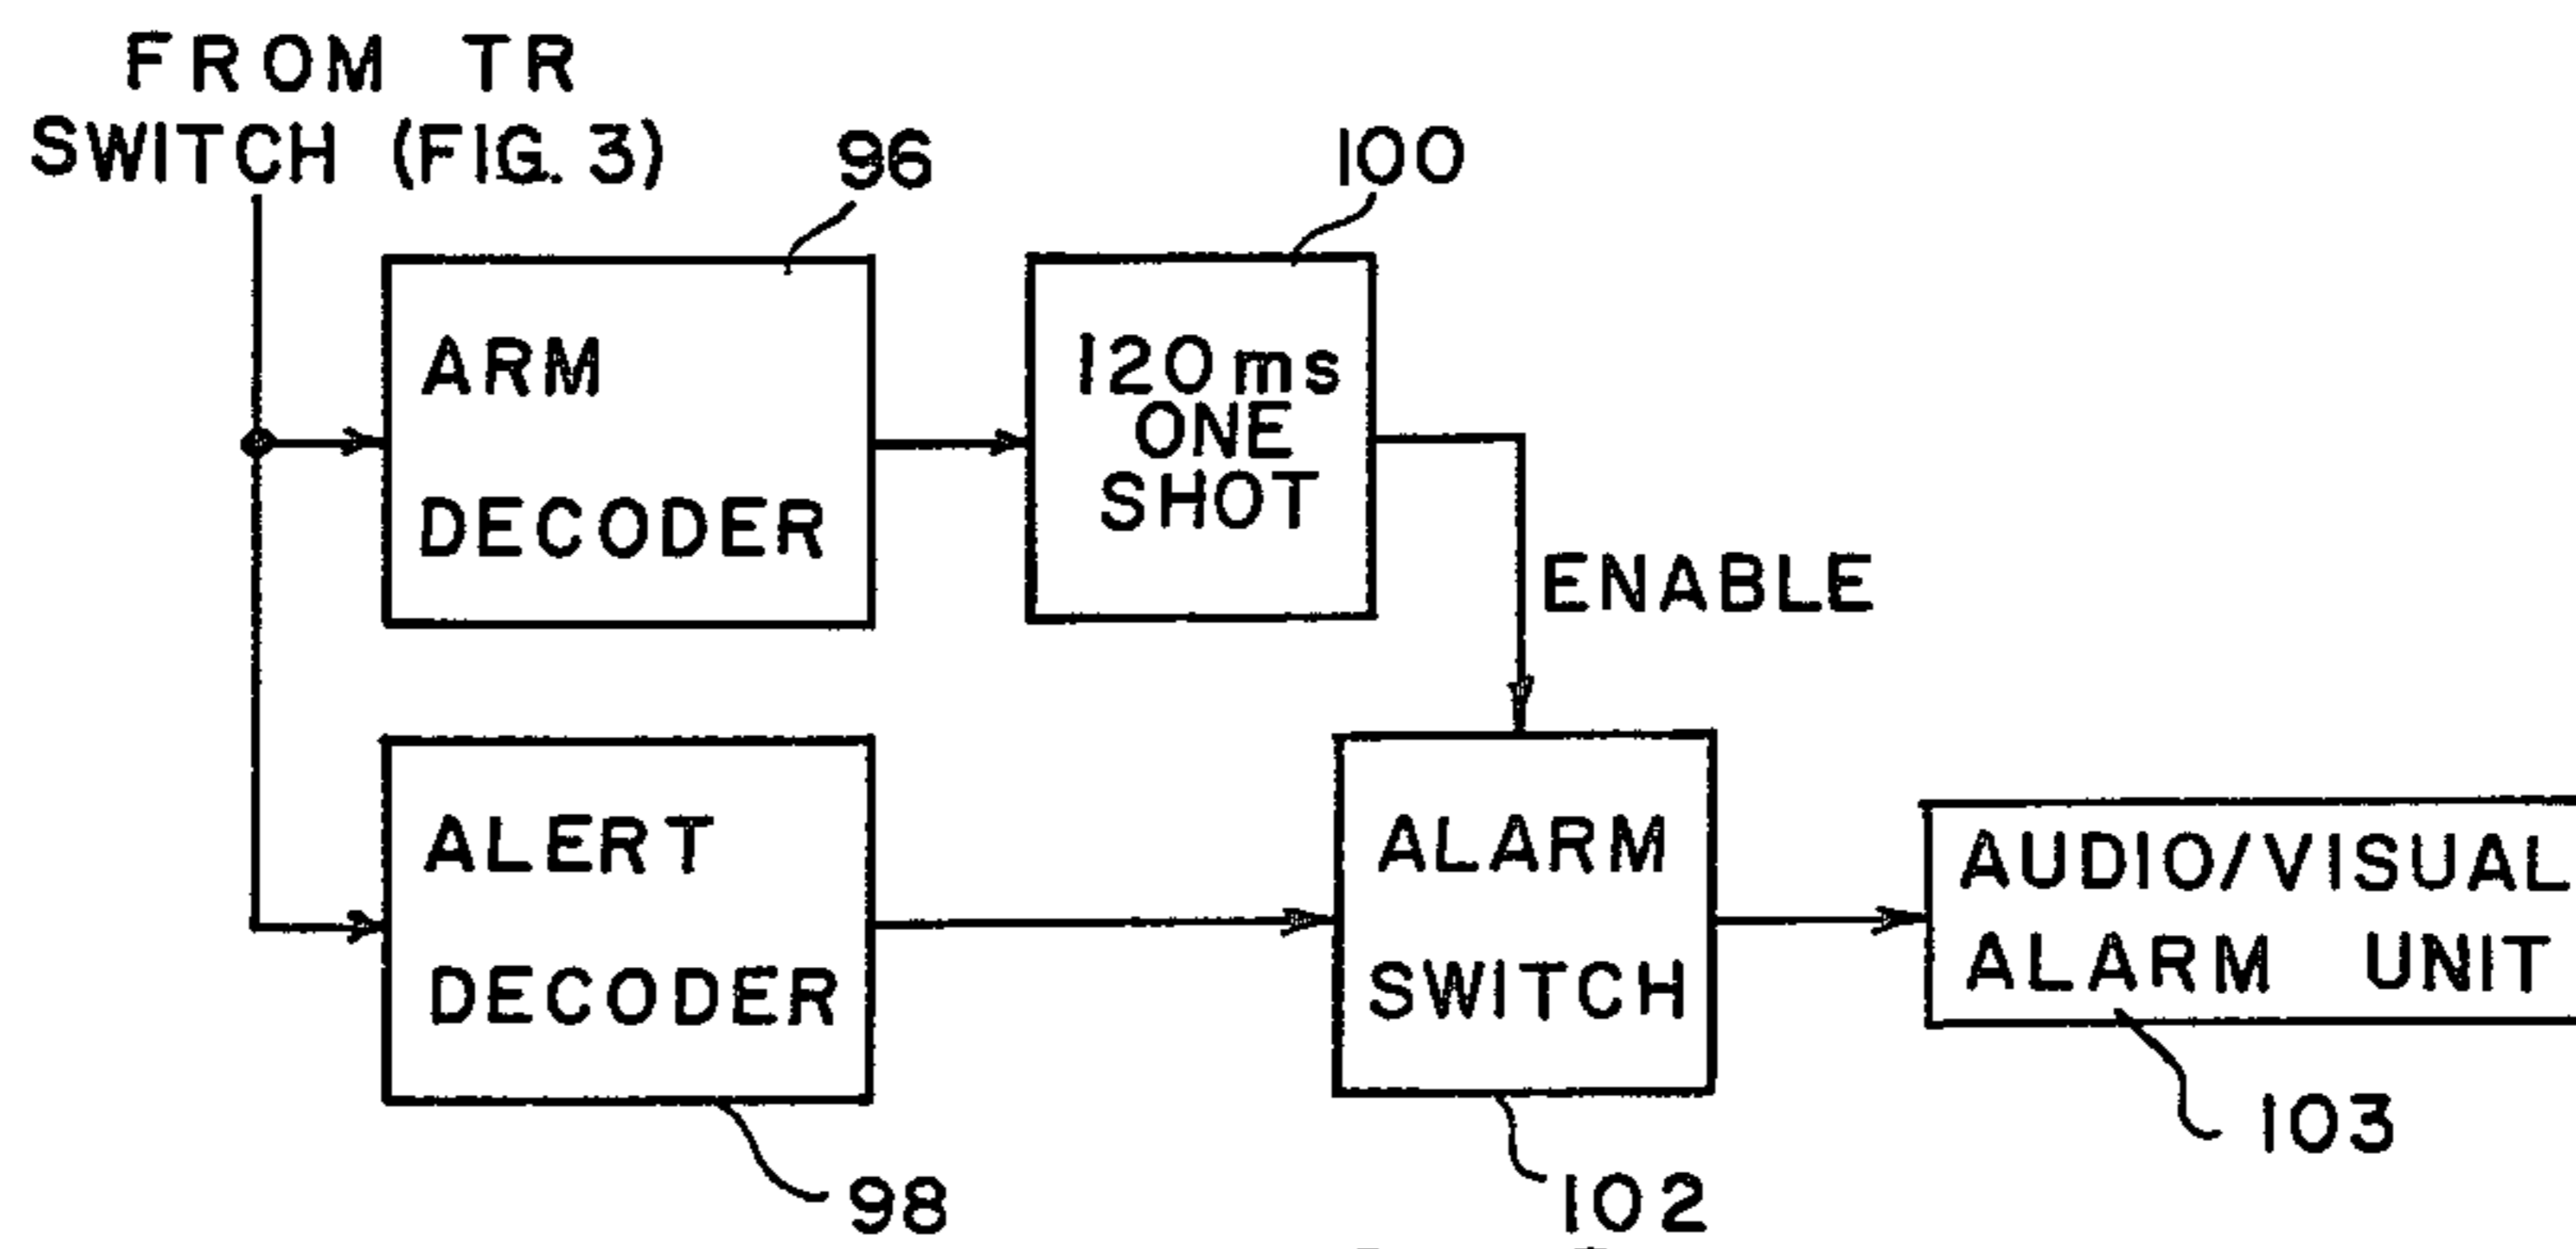 FROM TR
SWITCH (FIG. 3)
96
100
ARM
DECODER
120 ms
ONE
SHOT
ENABLE
ALERT
DECODER
ALARM
SWITCH
AUDIO/VISUAL
ALARM UNIT
103
98
102